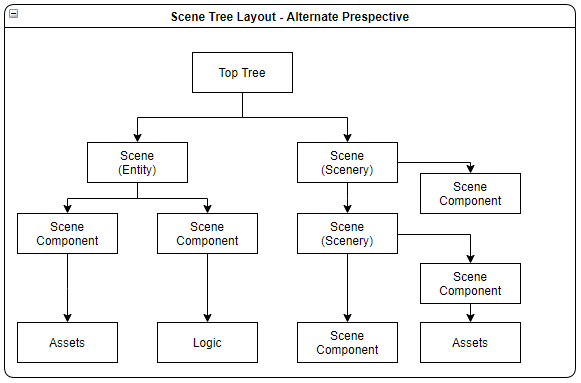 Scene Tree Layout - Alternate Prespective
Top Tree
Scene
(Entity)
Scene
(Scenery)
Scene
Component
Scene
Component
Scene
Component
Scene
(Scenery)
Scene
Component
Assets
Logic
Scene
Component
Assets